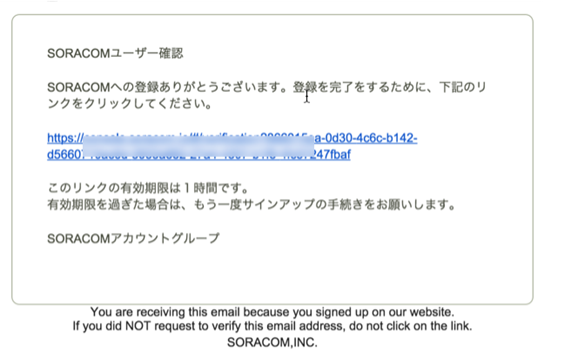 SORACOMユーザー確認
SORACOMへの登録ありがとうございます。登録を完了をするために、下記のリ
ンクをクリックしてください。
https://
a-0d30-4c6c-b142-
d5660
247fbaf
このリンクの有効期限は１時間です。
有効期限を過ぎた場合は、もう一度サインアップの手続きをお願いします。
SORACOMアカウントグループ
You are receiving this email because you signed up on our website.
If you did NOT request to verify this email address, do not click on the link.
SORACOM,INC.